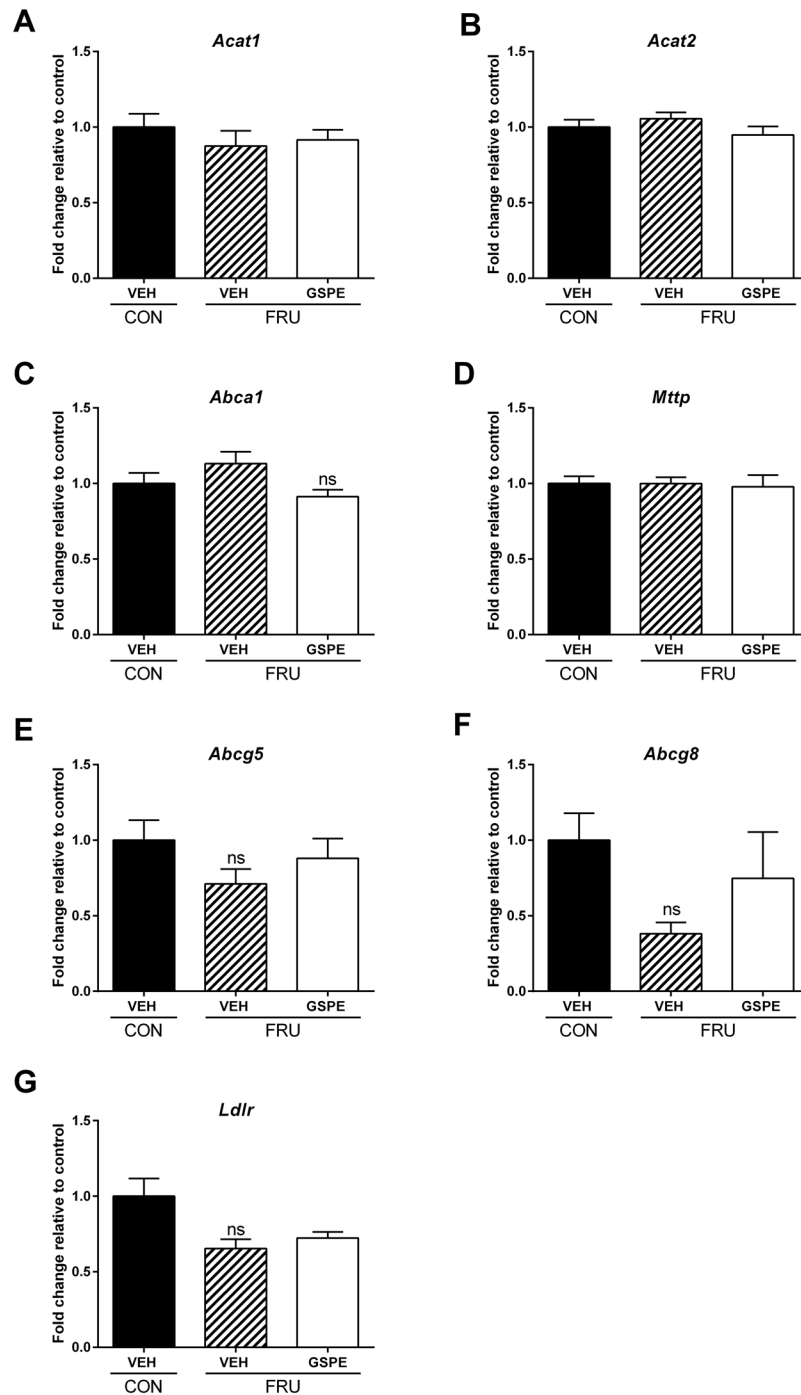 A
Acat1
Fold change relative to control
1.5
1.0
0.5
0.0
VEH VEH GSPE
CON FRU
B
Acat2
Fold change relative to control
1.5
1.0
0.5
0.0
VEH VEH GSPE
CON FRU
C
Abca1
Fold change relative to control
1.5
1.0
0.5
0.0
ns
VEH VEH GSPE
CON FRU
D
Mttp
Fold change relative to control
1.5
1.0
0.5
0.0
VEH VEH GSPE
CON FRU
E
Abcg5
Fold change relative to control
1.5
1.0
0.5
0.0
ns
VEH VEH GSPE
CON FRU
F
Abcg8
Fold change relative to control
1.5
1.0
0.5
0.0
ns
VEH VEH GSPE
CON FRU
G
Ldlr
Fold change relative to control
1.5
1.0
0.5
0.0
ns
VEH VEH GSPE
CON FRU